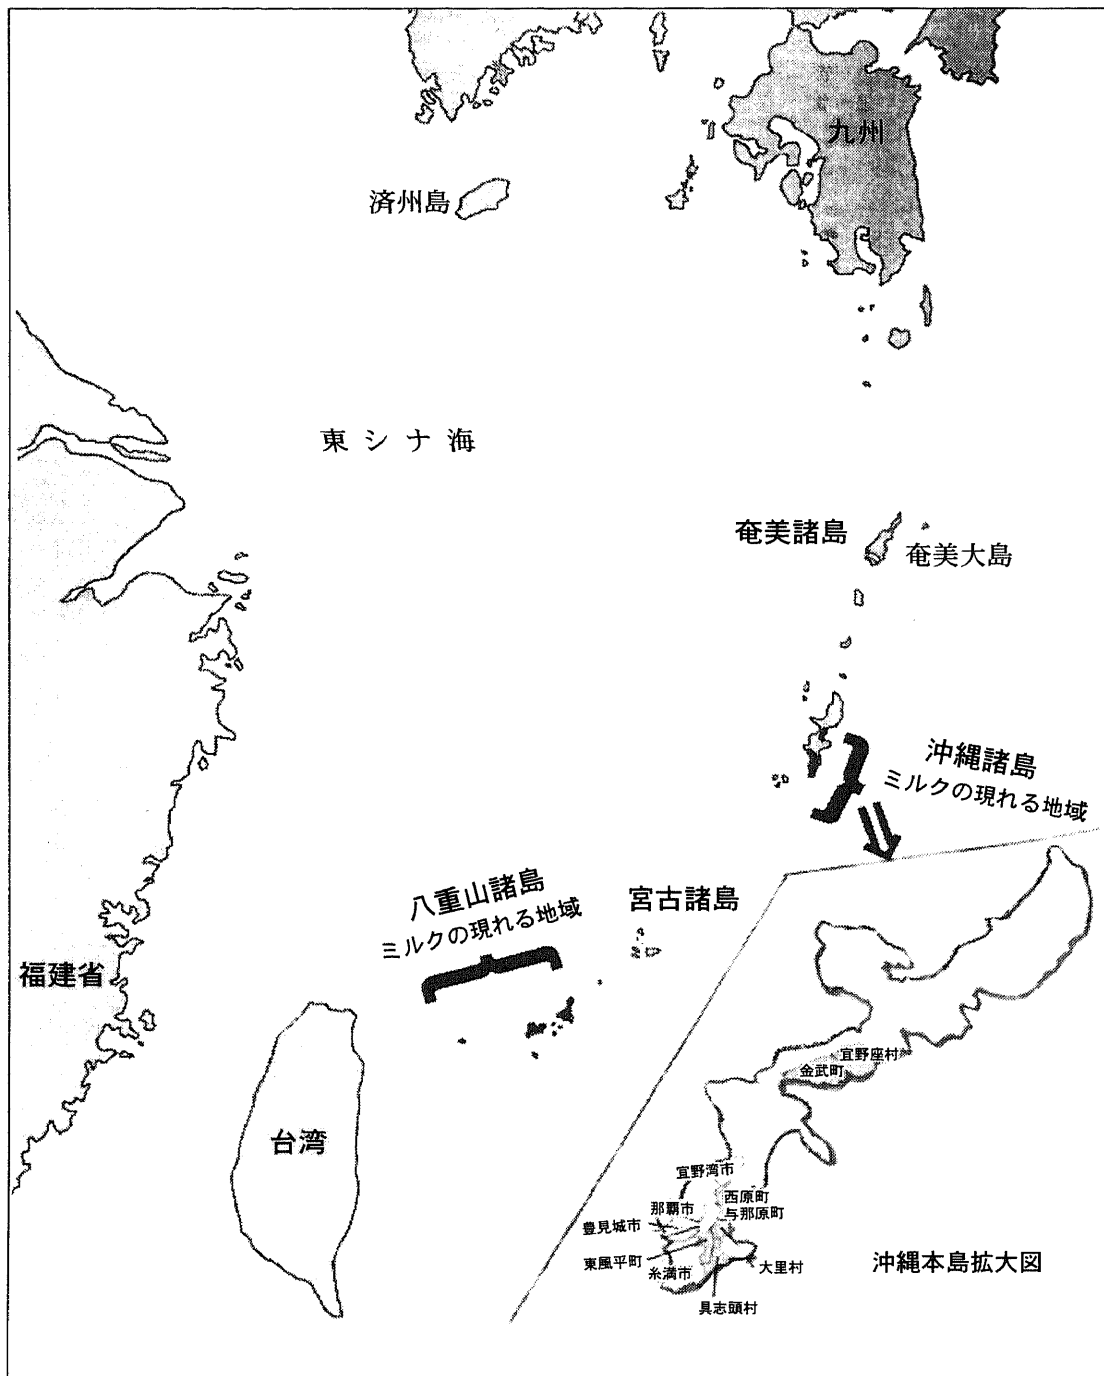 九州
済州島
東シナ海
奄美諸島
奄美大島
沖縄諸島
ミルクの現れる地域
八重山諸島
ミルクの現れる地域
宮古諸島
福建省
台湾
宜野座村
金武町
宜野湾市
西原町
那覇市
与那原町
豊見城市
東風平町
糸満市
大里村
具志頭村
沖縄本島拡大図